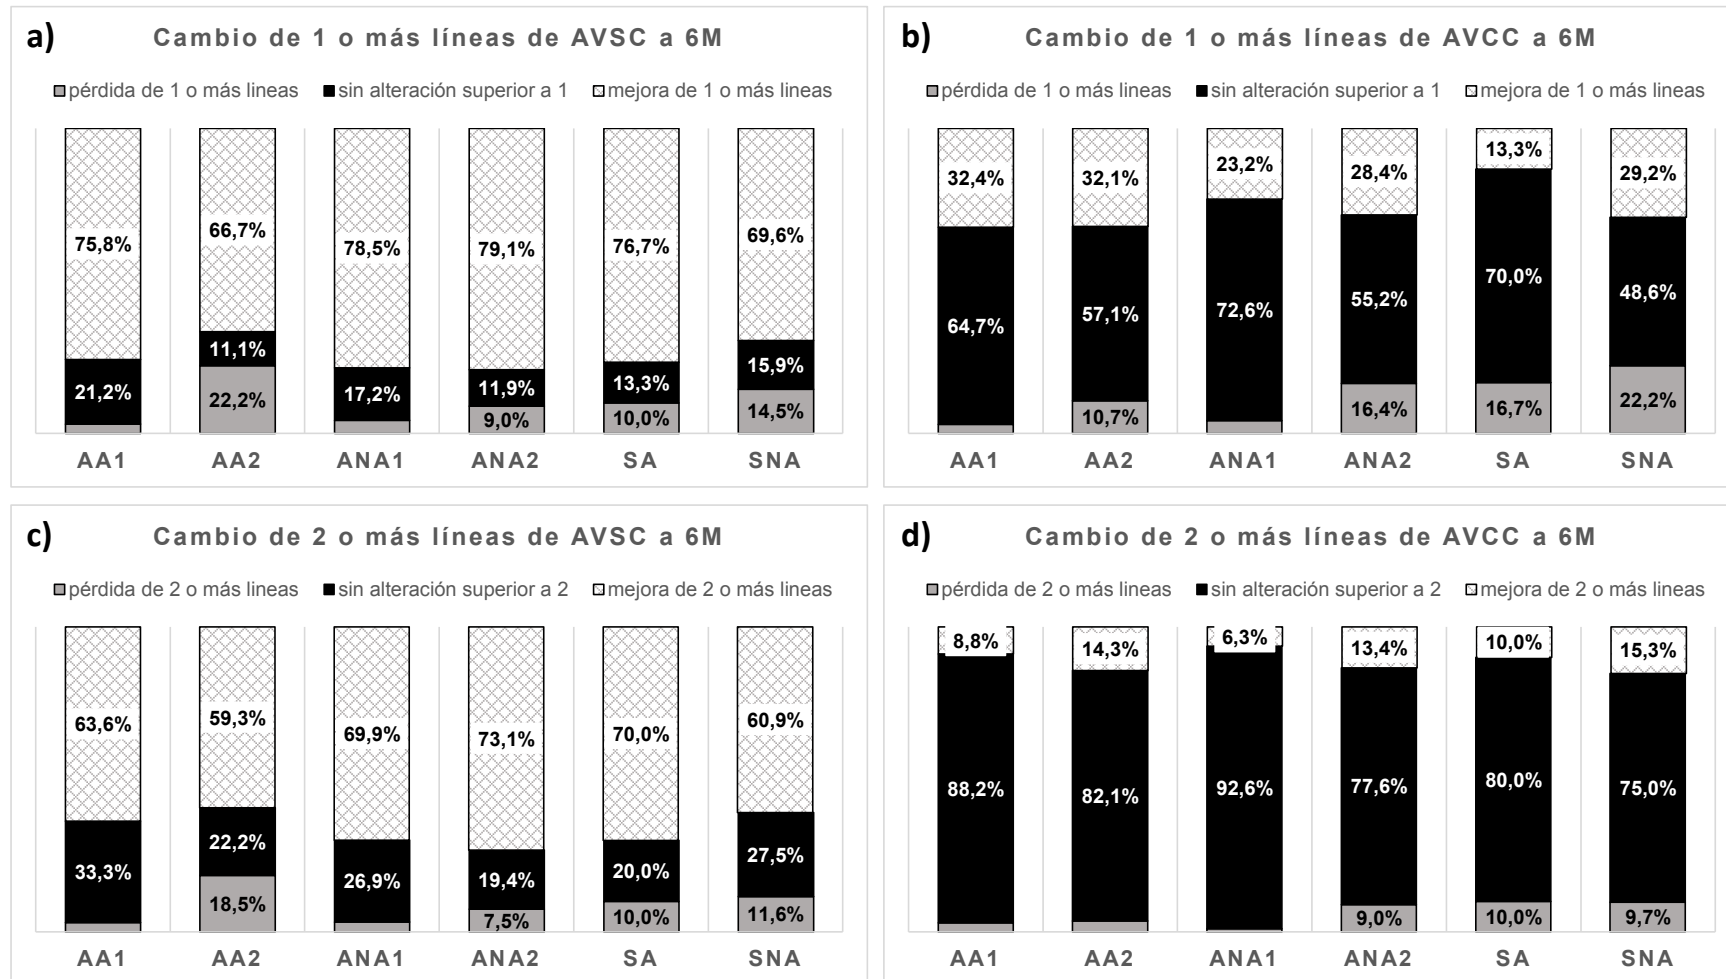 a) Cambio de 1 o más líneas de AVSC a 6M
pérdida de 1 o más lineas sin alteración superior a 1 mejora de 1 o más lineas
75,8% 66,7% 78,5% 79,1% 76,7% 69,6%
21,2% 11,1% 17,2% 11,9% 13,3% 15,9%
22,2% 9,0% 10,0% 14,5%
AA1 AA2 ANA1 ANA2 SA SNA
b) Cambio de 1 o más líneas de AVCC a 6M
pérdida de 1 o más lineas sin alteración superior a 1 mejora de 1 o más lineas
32,4% 32,1% 23,2% 28,4% 13,3% 29,2%
64,7% 57,1% 72,6% 55,2% 70,0% 48,6%
10,7% 16,4% 16,7% 22,2%
AA1 AA2 ANA1 ANA2 SA SNA
c) Cambio de 2 o más líneas de AVSC a 6M
pérdida de 2 o más lineas sin alteración superior a 2 mejora de 2 o más lineas
63,6% 59,3% 69,9% 73,1% 70,0% 60,9%
33,3% 22,2% 26,9% 19,4% 20,0% 27,5%
18,5% 7,5% 10,0% 11,6%
AA1 AA2 ANA1 ANA2 SA SNA
d) Cambio de 2 o más líneas de AVCC a 6M
pérdida de 2 o más lineas sin alteración superior a 2 mejora de 2 o más lineas
8,8% 14,3% 6,3% 13,4% 10,0% 15,3%
88,2% 82,1% 92,6% 77,6% 80,0% 75,0%
9,0% 10,0% 9,7%
AA1 AA2 ANA1 ANA2 SA SNA